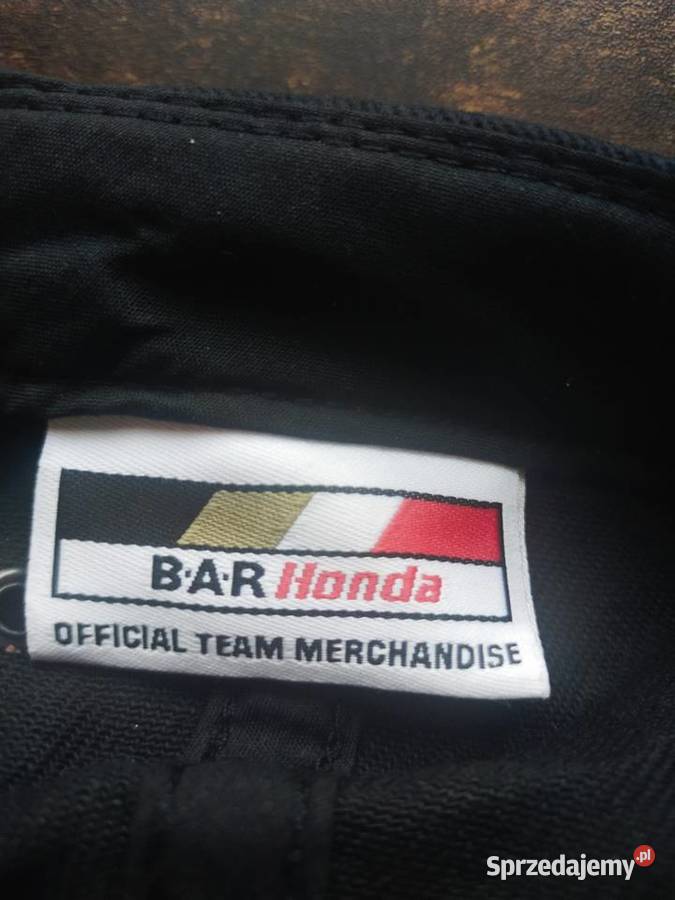 B·A·R Honda
OFFICIAL TEAM MERCHANDISE
Sprzedajemy.pl